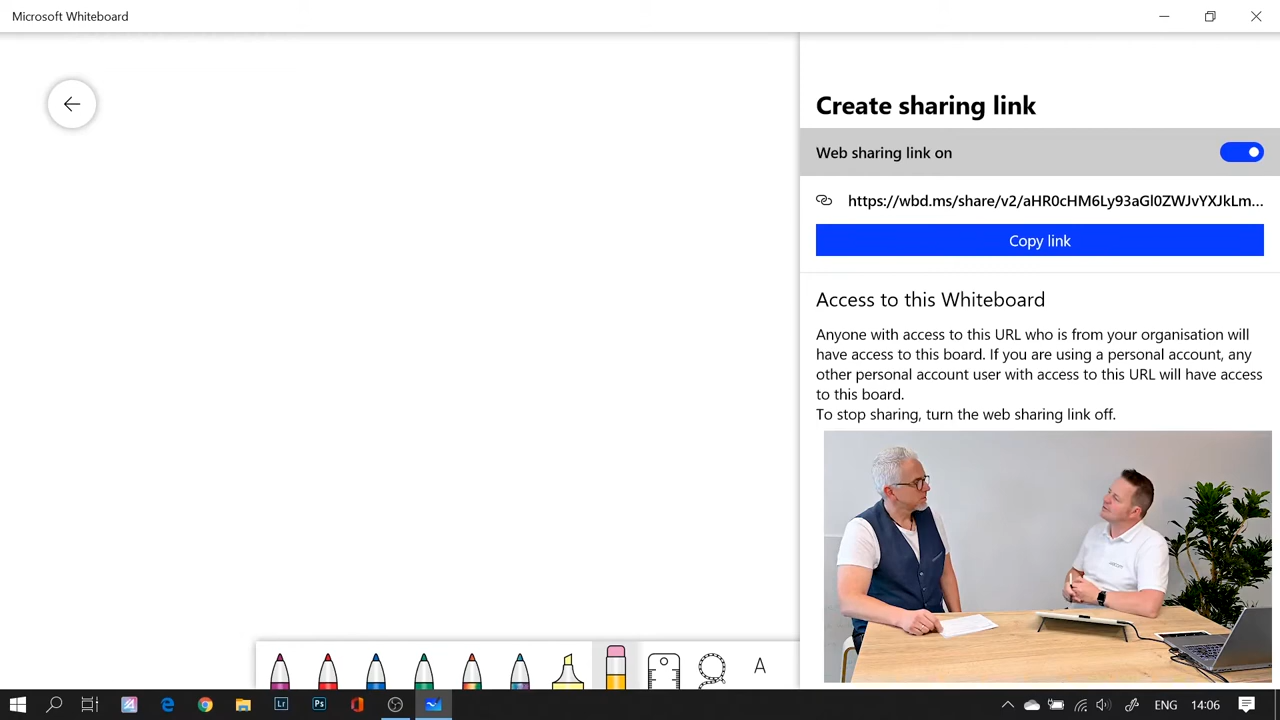 Microsoft Whiteboard
Create sharing link
Web sharing link on
https://wbd.ms/share/v2/aHR0cHM6Ly93aGl0ZWJvYXJkLm...
Copy link
Access to this Whiteboard
Anyone with access to this URL who is from your organisation will
have access to this board. If you are using a personal account, any
other personal account user with access to this URL will have access
to this board.
To stop sharing, turn the web sharing link off.
A
Lr
Ps
ENG
14:06